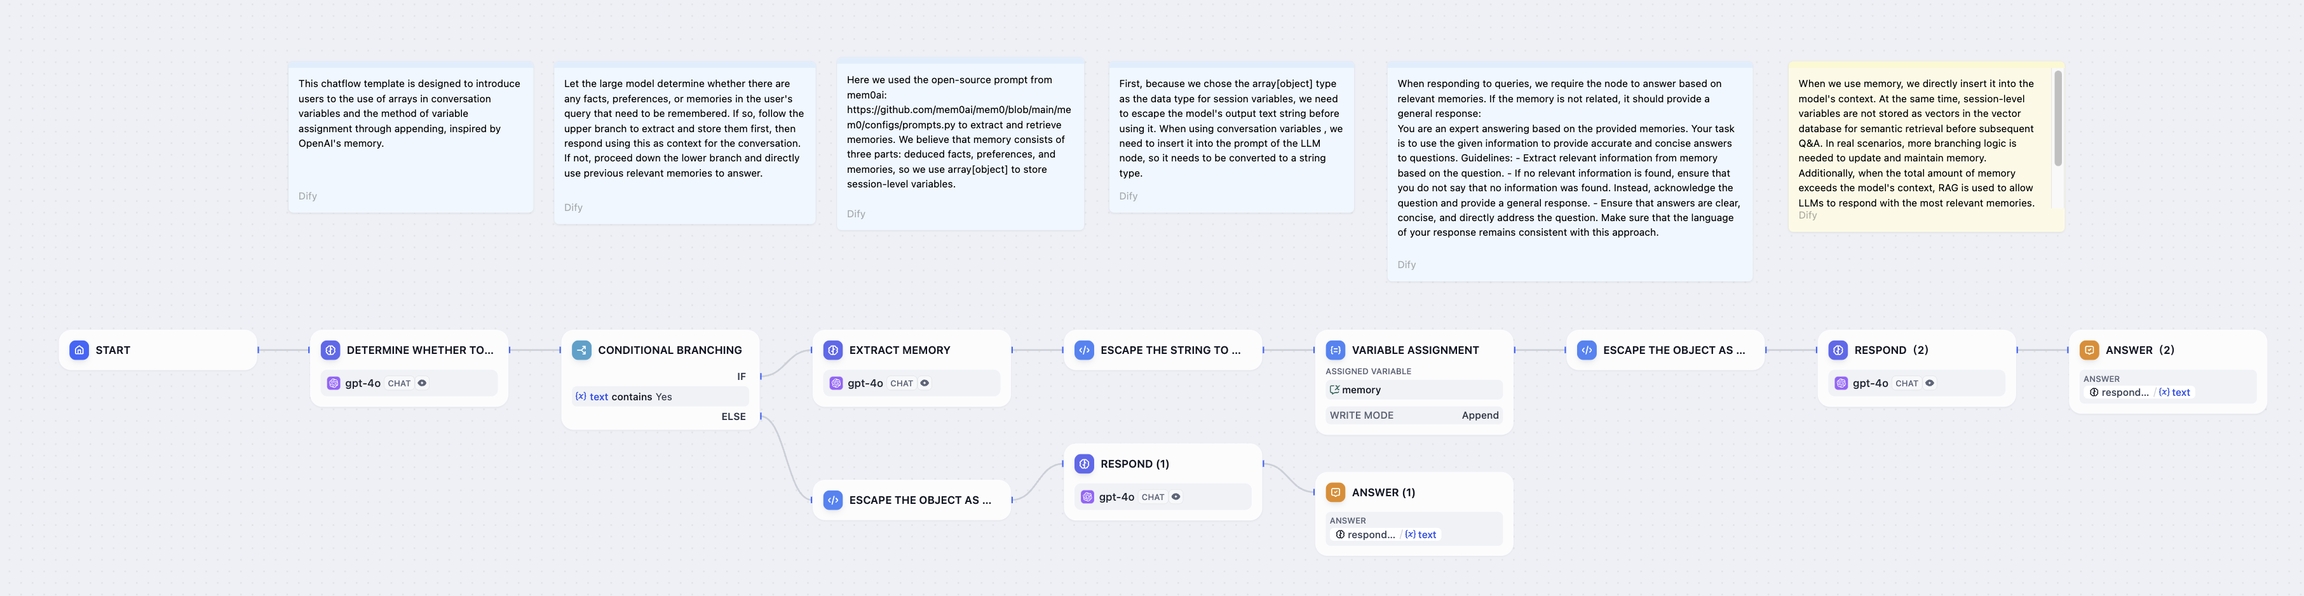 This chatflow template is designed to introduce
users to the use of arrays in conversation
variables and the method of variable
assignment through appending, inspired by
OpenAI's memory.
Dify
Let the large model determine whether there are
any facts, preferences, or memories in the user's
query that need to be remembered. If so, follow the
upper branch to extract and store them first, then
respond using this as context for the conversation.
If not, proceed down the lower branch and directly
use previous relevant memories to answer.
Dify
Here we used the open-source prompt from
mem0ai:
https://github.com/mem0ai/mem0/blob/main/me
m0/configs/prompts.py to extract and retrieve
memories. We believe that memory consists of
three parts: deduced facts, preferences, and
memories, so we use array[object] to store
session-level variables.
Dify
First, because we chose the array[object] type
as the data type for session variables, we need
to escape the model's output text string before
using it. When using conversation variables , we
need to insert it into the prompt of the LLM
node, so it needs to be converted to a string
type.
Dify
When responding to queries, we require the node to answer based on
relevant memories. If the memory is not related, it should provide a
general response:
You are an expert answering based on the provided memories. Your task
is to use the given information to provide accurate and concise answers
to questions. Guidelines: - Extract relevant information from memory
based on the question. - If no relevant information is found, ensure that
you do not say that no information was found. Instead, acknowledge the
question and provide a general response. - Ensure that answers are clear,
concise, and directly address the question. Make sure that the language
of your response remains consistent with this approach.
Dify
When we use memory, we directly insert it into the
model's context. At the same time, session-level
variables are not stored as vectors in the vector
database for semantic retrieval before subsequent
Q&A. In real scenarios, more branching logic is
needed to update and maintain memory.
Additionally, when the total amount of memory
exceeds the model's context, RAG is used to allow
LLMs to respond with the most relevant memories.
Dify
START
DETERMINE WHETHER TO...
gpt-4o CHAT
CONDITIONAL BRANCHING
IF
(x) text contains Yes
ELSE
EXTRACT MEMORY
gpt-4o CHAT
ESCAPE THE STRING TO ...
VARIABLE ASSIGNMENT
ASSIGNED VARIABLE
memory
WRITE MODE Append
ESCAPE THE OBJECT AS ...
RESPOND (2)
gpt-4o CHAT
ANSWER (2)
ANSWER
respond... / (x) text
ESCAPE THE OBJECT AS ...
RESPOND (1)
gpt-4o CHAT
ANSWER (1)
ANSWER
respond... / (x) text